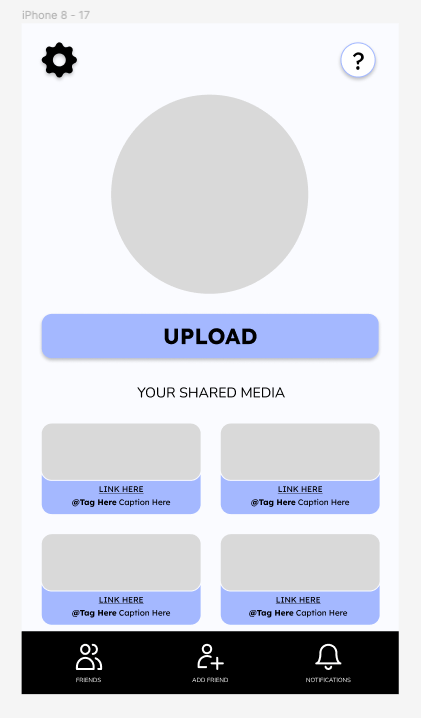 iPhone 8 - 17
?
UPLOAD
YOUR SHARED MEDIA
LINK HERE
@Tag Here Caption Here
LINK HERE
@Tag Here Caption Here
LINK HERE
@Tag Here Caption Here
LINK HERE
@Tag Here Caption Here
FRIENDS
ADD FRIEND
NOTIFICATIONS